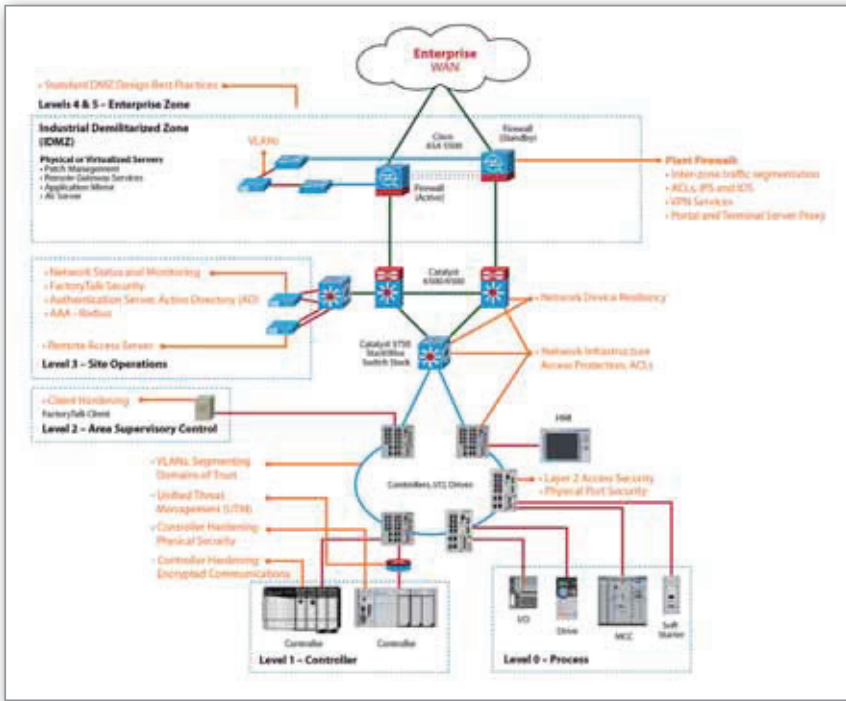 Enterprise
WAN
• Standard DMZ Design Best Practices
Levels 4 & 5 – Enterprise Zone
Industrial Demilitarized Zone
(IDMZ)
Physical or Virtualized Servers
• Patch Management
• Remote Gateway Services
• Application Mirror
• AV Server
VLANs
Cisco
ASA 5500
Firewall
(Standby)
Firewall
(Active)
Plant Firewall:
• Inter-zone traffic segmentation
• ACLs, IPS and IDS
• VPN Services
• Portal and Terminal Server Proxy
• Network Status and Monitoring
• FactoryTalk Security
• Authentication Server, Active Directory (AD)
• AAA - Radius
• Remote Access Server
Level 3 – Site Operations
Catalyst
6500/4500
Catalyst 3750
StackWise
Switch Stack
• Network Device Resiliency
• Network Infrastructure
Access Protection, ACLs
• Client Hardening
FactoryTalk Client
Level 2 – Area Supervisory Control
HMI
• VLANs, Segmenting
Domains of Trust
• Unified Threat
Management (UTM)
• Controller Hardening
Physical Security
• Controller Hardening
Encrypted Communications
Controllers, I/O, Drives
• Layer 2 Access Security
• Physical Port Security
Controller
Controller
Level 1 – Controller
I/O
Drive
MCC
Soft
Starter
Level 0 – Process